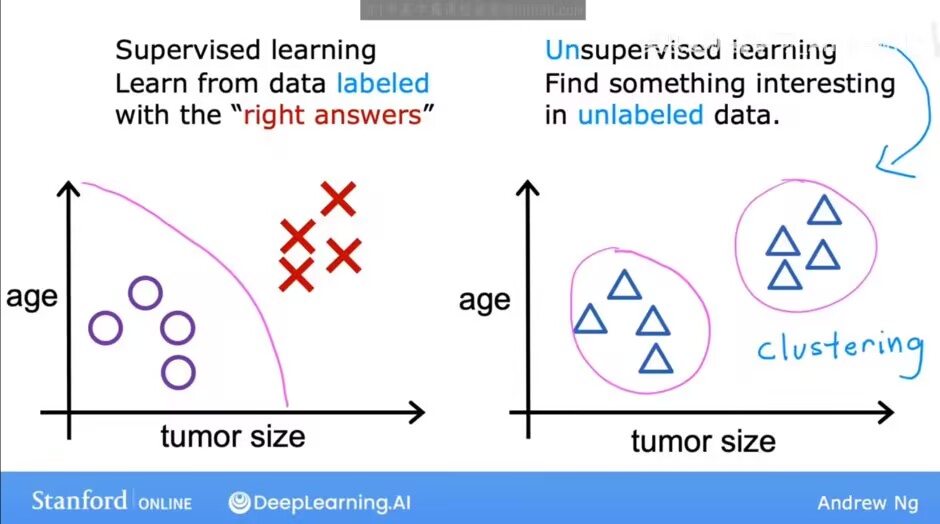 Supervised learning
Learn from data labeled
with the “right answers”
Unsupervised learning
Find something interesting
in unlabeled data.
age
tumor size
age
clustering
tumor size
Stanford | ONLINE
DeepLearning.AI
Andrew Ng